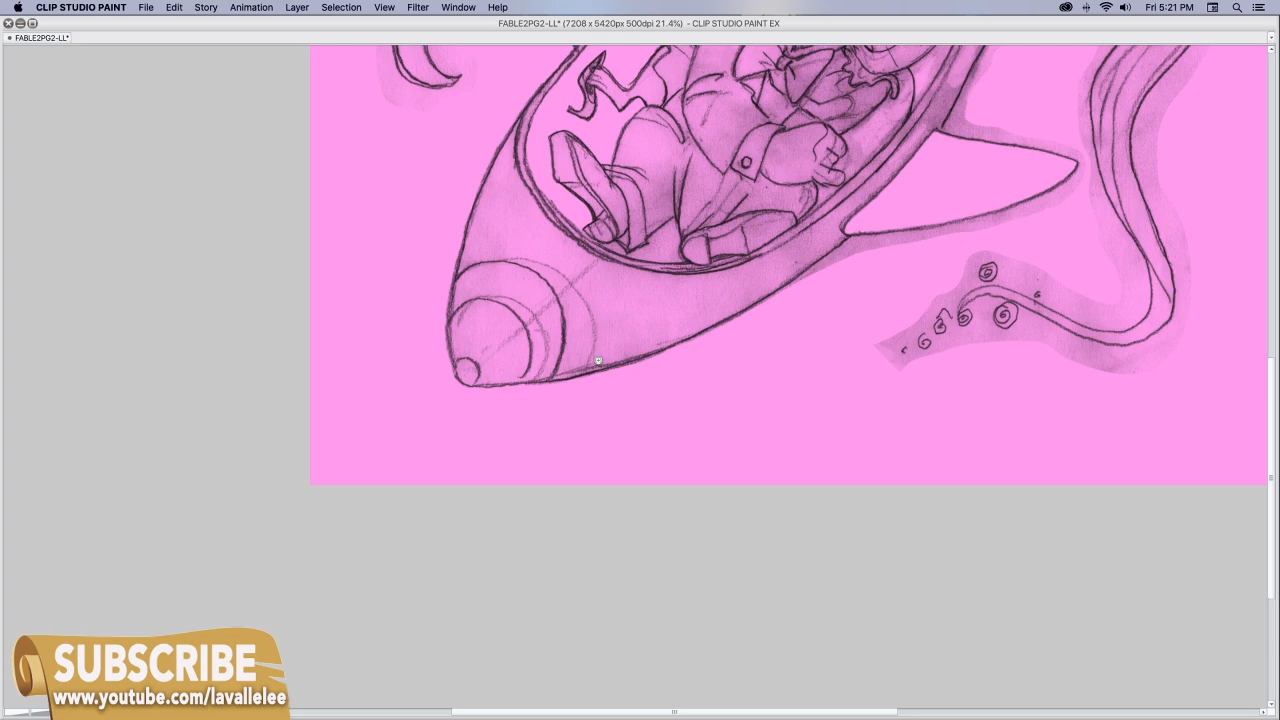 CLIP STUDIO PAINT File Edit Story Animation Layer Selection View Filter Window Help Fri 5:21 PM
FABLE2PG2-LL* (7208 x 5420px 500dpi 21.4%) - CLIP STUDIO PAINT EX
FABLE2PG2-LL*
SUBSCRIBE
www.youtube.com/lavallelee